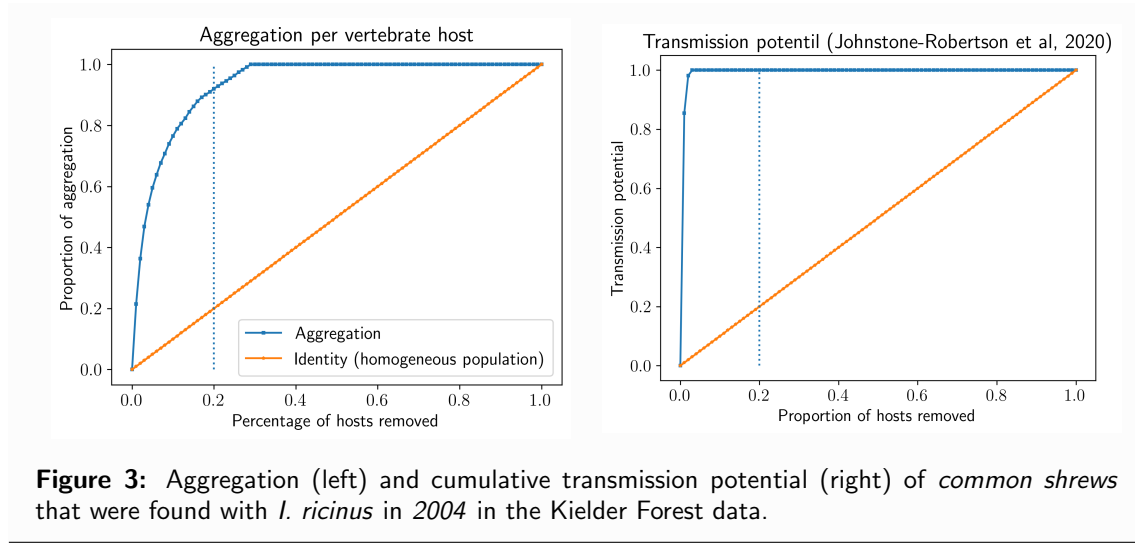 Aggregation per vertebrate host
1.0
0.8
0.6
0.4
0.2
0.0
Proportion of aggregation
Aggregation
Identity (homogeneous population)
0.0 0.2 0.4 0.6 0.8 1.0
Percentage of hosts removed
Transmission potentil (Johnstone-Robertson et al, 2020)
1.0
0.8
0.6
0.4
0.2
0.0
Transmission potential
0.0 0.2 0.4 0.6 0.8 1.0
Proportion of hosts removed
Figure 3: Aggregation (left) and cumulative transmission potential (right) of common shrews
that were found with I. ricinus in 2004 in the Kielder Forest data.